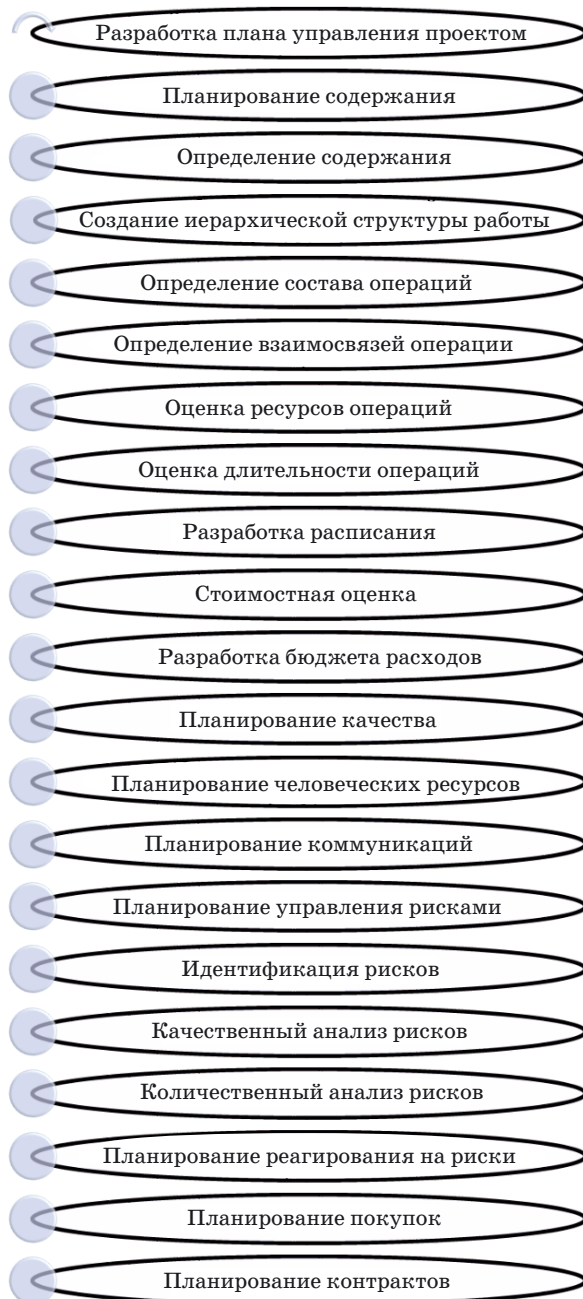 Разработка плана управления проектом
Планирование содержания
Определение содержания
Создание иерархической структуры работы
Определение состава операций
Определение взаимосвязей операции
Оценка ресурсов операций
Оценка длительности операций
Разработка расписания
Стоимостная оценка
Разработка бюджета расходов
Планирование качества
Планирование человеческих ресурсов
Планирование коммуникаций
Планирование управления рисками
Идентификация рисков
Качественный анализ рисков
Количественный анализ рисков
Планирование реагирования на риски
Планирование покупок
Планирование контрактов